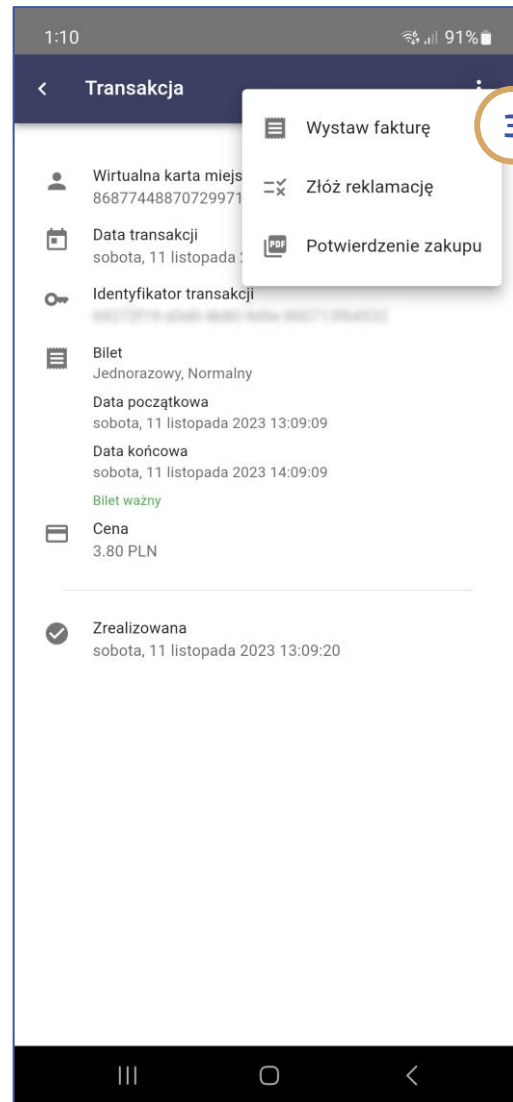 1:10 91%
Transakcja
Wystaw fakturę
3
Złóż reklamację
PDF Potwierdzenie zakupu
Wirtualna karta miejs
86877448870729971
Data transakcji
sobota, 11 listopada
Identyfikator transakcji
Bilet
Jednorazowy, Normalny
Data początkowa
sobota, 11 listopada 2023 13:09:09
Data końcowa
sobota, 11 listopada 2023 14:09:09
Bilet ważny
Cena
3.80 PLN
Zrealizowana
sobota, 11 listopada 2023 13:09:20